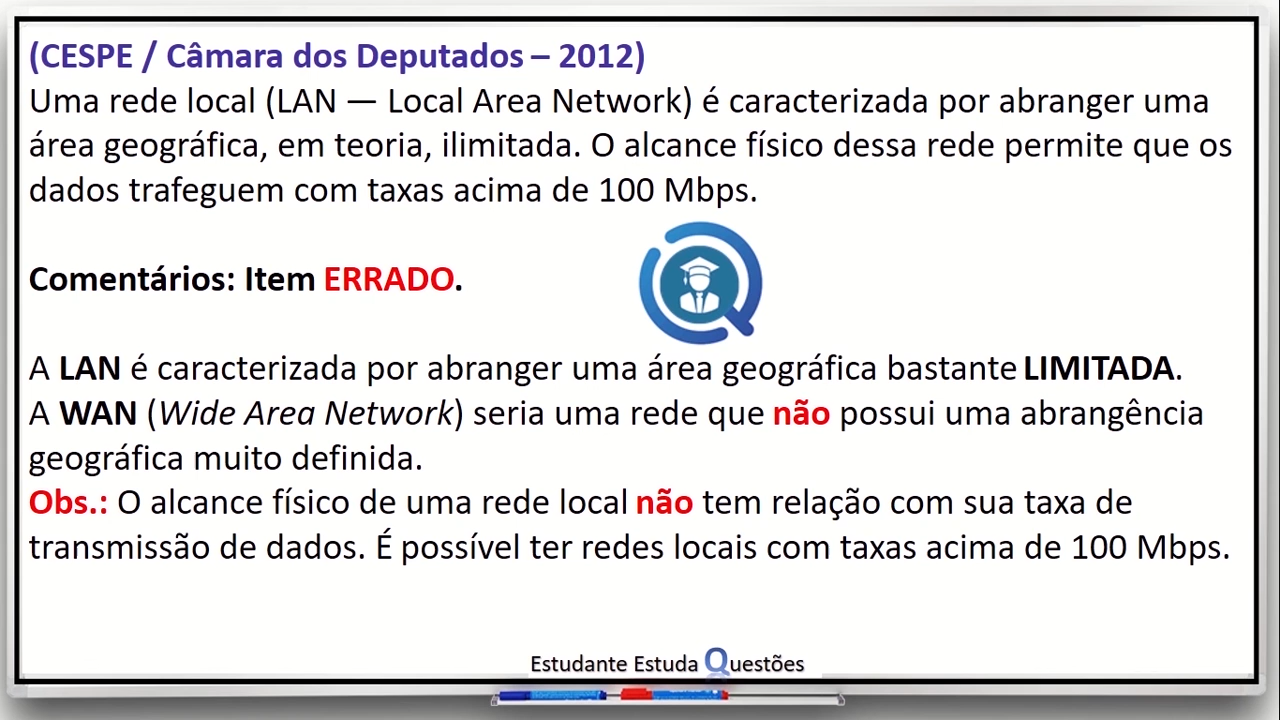 (CESPE / Câmara dos Deputados – 2012)
Uma rede local (LAN — Local Area Network) é caracterizada por abranger uma
área geográfica, em teoria, ilimitada. O alcance físico dessa rede permite que os
dados trafeguem com taxas acima de 100 Mbps.
Comentários: Item ERRADO.
A LAN é caracterizada por abranger uma área geográfica bastante LIMITADA.
A WAN (Wide Area Network) seria uma rede que não possui uma abrangência
geográfica muito definida.
Obs.: O alcance físico de uma rede local não tem relação com sua taxa de
transmissão de dados. É possível ter redes locais com taxas acima de 100 Mbps.
Estudante Estuda Questões